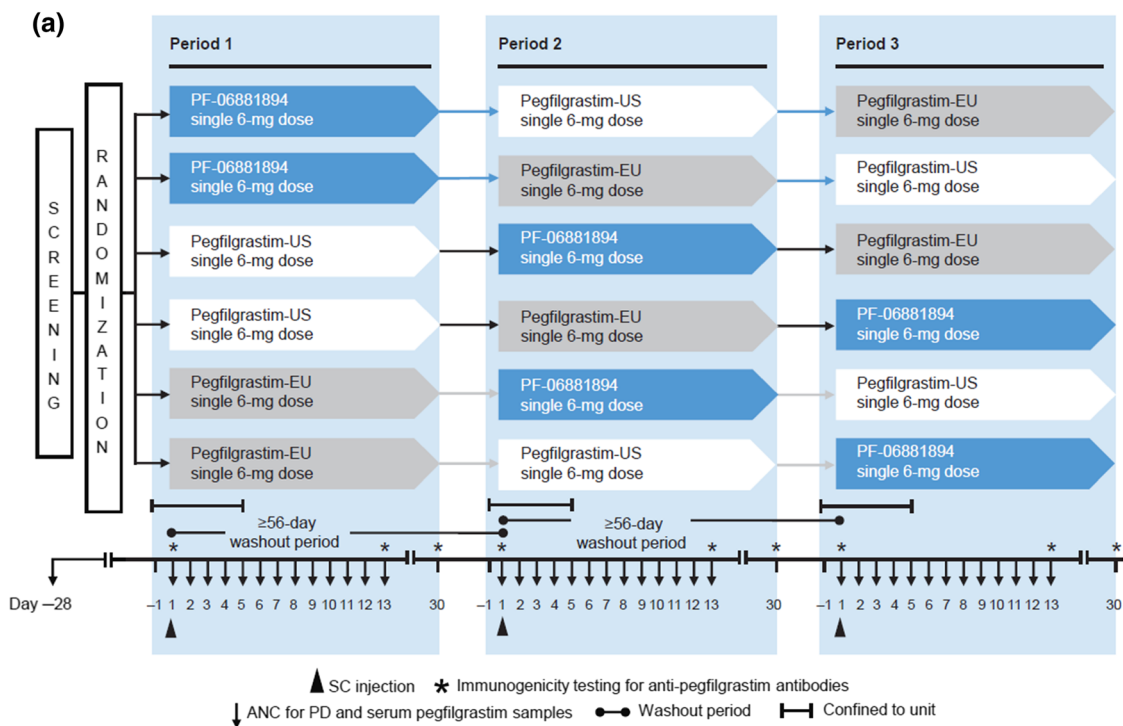 (a)
Period 1
Period 2
Period 3
SCREENING
RANDOMIZATION
PF-06881894
single 6-mg dose
Pegfilgrastim-US
single 6-mg dose
Pegfilgrastim-EU
single 6-mg dose
PF-06881894
single 6-mg dose
Pegfilgrastim-EU
single 6-mg dose
Pegfilgrastim-US
single 6-mg dose
Pegfilgrastim-US
single 6-mg dose
PF-06881894
single 6-mg dose
Pegfilgrastim-EU
single 6-mg dose
Pegfilgrastim-US
single 6-mg dose
Pegfilgrastim-EU
single 6-mg dose
PF-06881894
single 6-mg dose
Pegfilgrastim-EU
single 6-mg dose
PF-06881894
single 6-mg dose
Pegfilgrastim-US
single 6-mg dose
Pegfilgrastim-EU
single 6-mg dose
Pegfilgrastim-US
single 6-mg dose
PF-06881894
single 6-mg dose
≥56-day
washout period
≥56-day
washout period
* * * * * * * * *
Day –28
–1 1 2 3 4 5 6 7 8 9 10 11 12 13 30
–1 1 2 3 4 5 6 7 8 9 10 11 12 13 30
–1 1 2 3 4 5 6 7 8 9 10 11 12 13 30
SC injection
* Immunogenicity testing for anti-pegfilgrastim antibodies
ANC for PD and serum pegfilgrastim samples
Washout period
Confined to unit